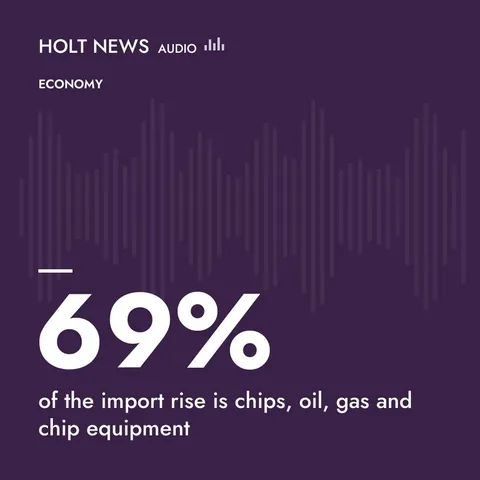 HOLT NEWS AUDIO
ECONOMY
69%
of the import rise is chips, oil, gas and
chip equipment